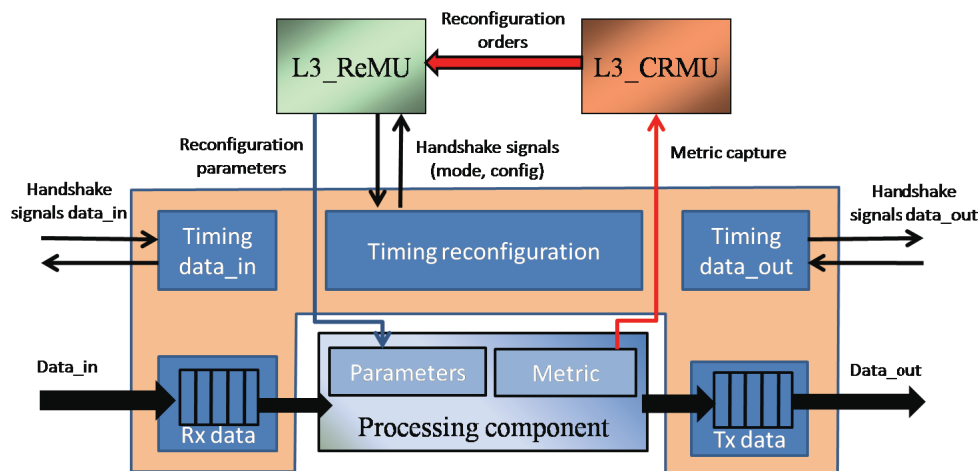 Reconfiguration
orders
L3_ReMU
L3_CRMU
Reconfiguration
parameters
Handshake signals
(mode, config)
Metric capture
Handshake
signals data_in
Handshake
signals data_out
Timing
data_in
Timing reconfiguration
Timing
data_out
Data_in
Parameters
Metric
Data_out
Rx data
Processing component
Tx data